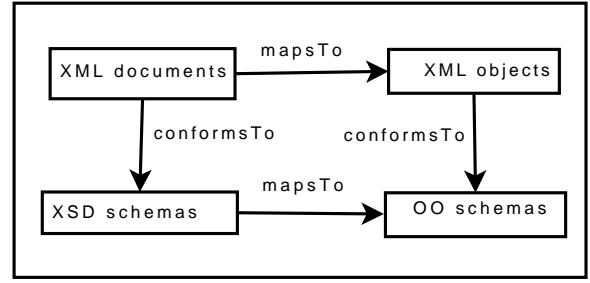 mapsTo
XML documents
XML objects
conformsTo
conformsTo
mapsTo
XSD schemas
OO schemas